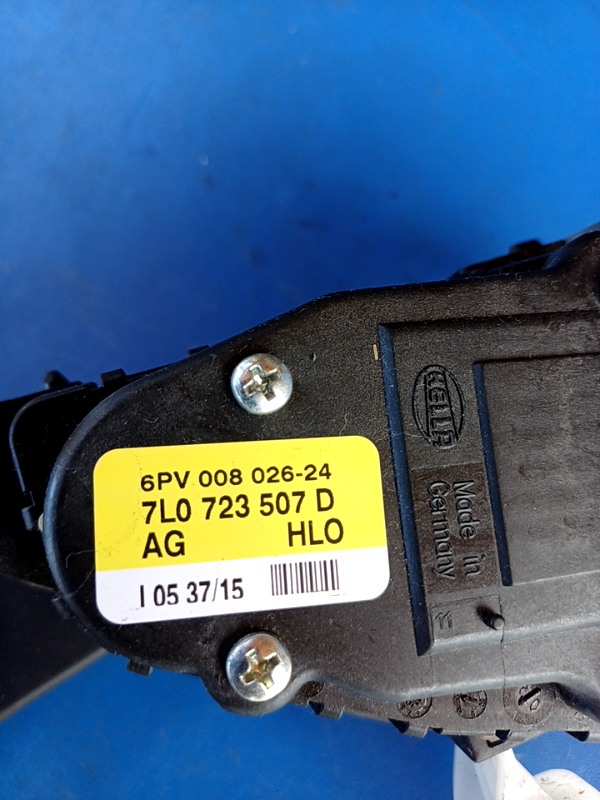 6PV 008 026-24
7L0 723 507 D
AG HLO
I 05 37/15
HELLA
Made in
Germany